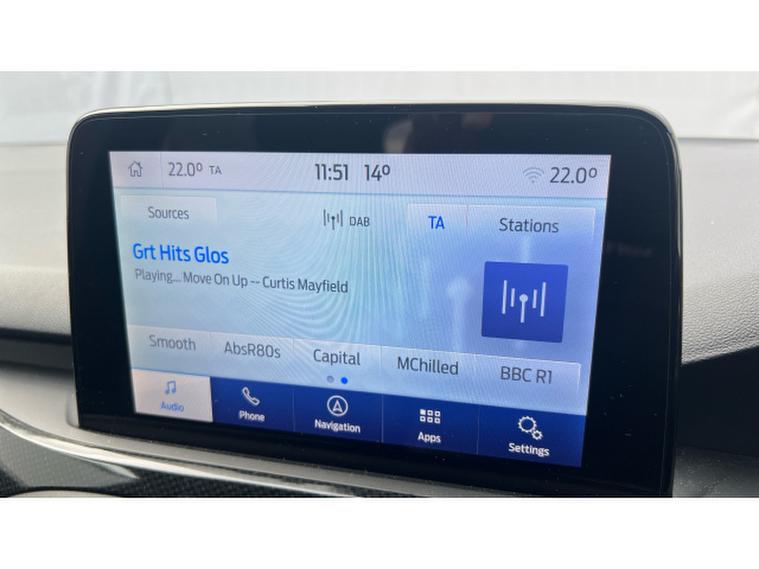 22.0° TA 11:51 14° 22.0°
Sources DAB TA Stations
Grt Hits Glos
Playing... Move On Up -- Curtis Mayfield
Smooth AbsR80s Capital MChilled BBC R1
Audio Phone Navigation Apps Settings